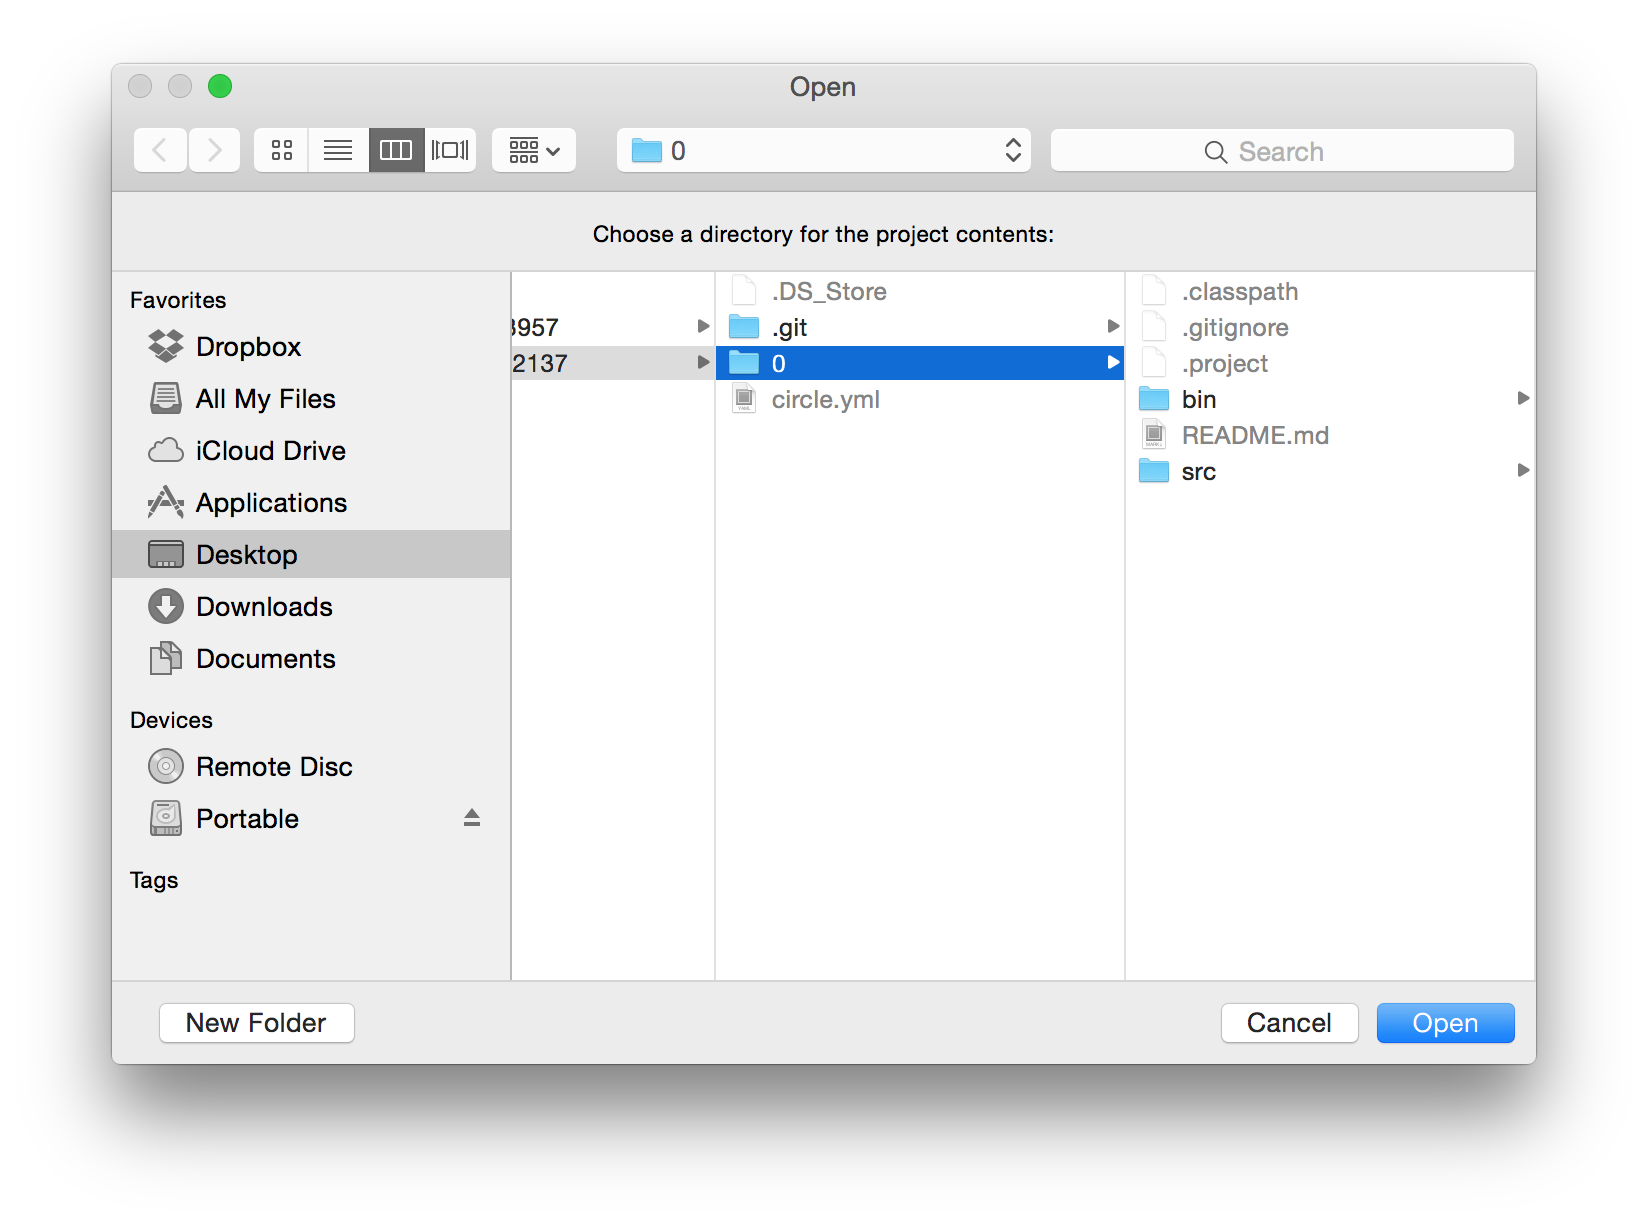 Open
0
Search
Choose a directory for the project contents:
Favorites
Dropbox
All My Files
iCloud Drive
Applications
Desktop
Downloads
Documents
Devices
Remote Disc
Portable
Tags
3957
2137
.DS_Store
.git
0
circle.yml
.classpath
.gitignore
.project
bin
README.md
src
New Folder
Cancel
Open